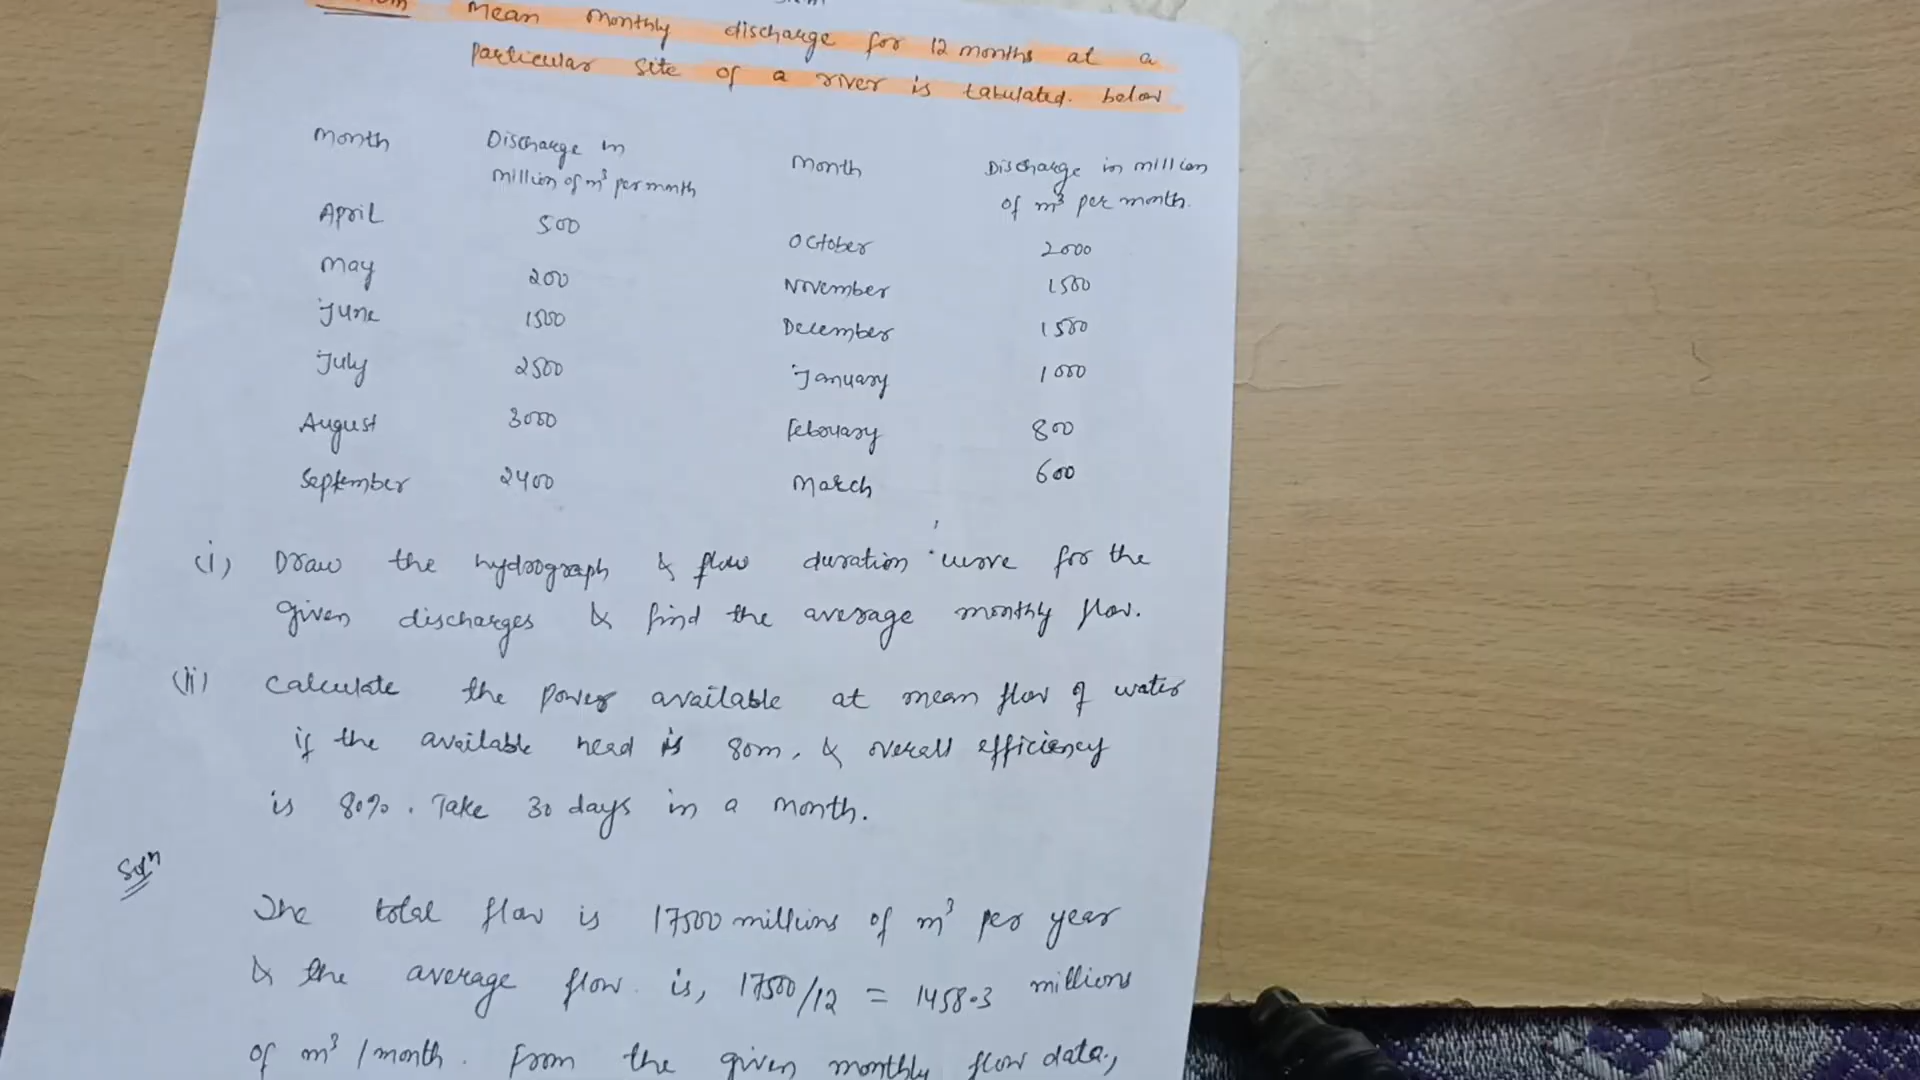 Mean monthly discharge for 12 months at a
particular site of a river is tabulated. below
Month Discharge in million of m³ per month Month Discharge in million of m³ per month.
April 500 October 2000
May 200 November 1500
June 1500 December 1500
July 2500 January 1000
August 3000 February 800
September 2400 March 600
(i) Draw the hydrograph & flow duration curve for the
given discharges & find the average monthly flow.
(ii) Calculate the power available at mean flow of water
if the available head is 80m, & overall efficiency
is 80%. Take 30 days in a month.
Solⁿ
The total flow is 17500 millions of m³ per year
& the average flow is, 17500/12 = 1458.3 millions
of m³/month. From the given monthly flow data,